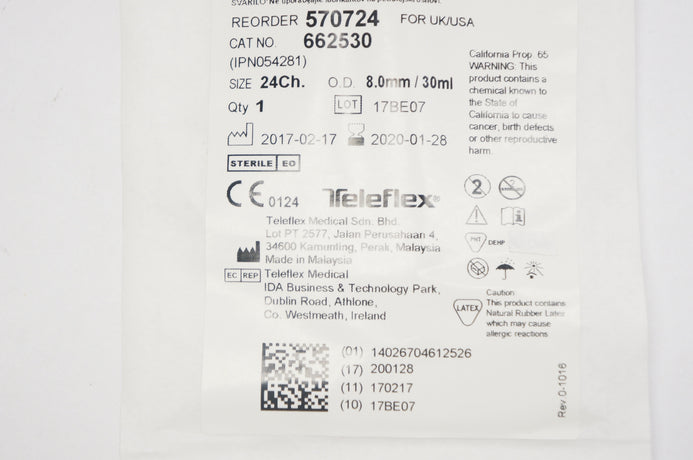 REORDER 570724 FOR UK/USA
CAT NO. 662530
(IPN054281)
SIZE 24Ch. O.D. 8.0mm / 30ml
Qty 1 LOT 17BE07
2017-02-17 2020-01-28
STERILE EO
CE 0124 Teleflex®
Teleflex Medical Sdn. Bhd.
Lot PT 2577, Jalan Perusahaan 4,
34600 Kamunting, Perak, Malaysia
Made in Malaysia
EC REP Teleflex Medical
IDA Business & Technology Park,
Dublin Road, Athlone,
Co. Westmeath, Ireland
California Prop. 65
WARNING: This
product contains a
chemical known to
the State of
California to cause
cancer, birth defects
or other reproductive
harm.
2
PHT DEHP
LATEX
Caution:
This product contains
Natural Rubber Latex
which may cause
allergic reactions.
(01) 14026704612526
(17) 200128
(11) 170217
(10) 17BE07
Rev.0-1016